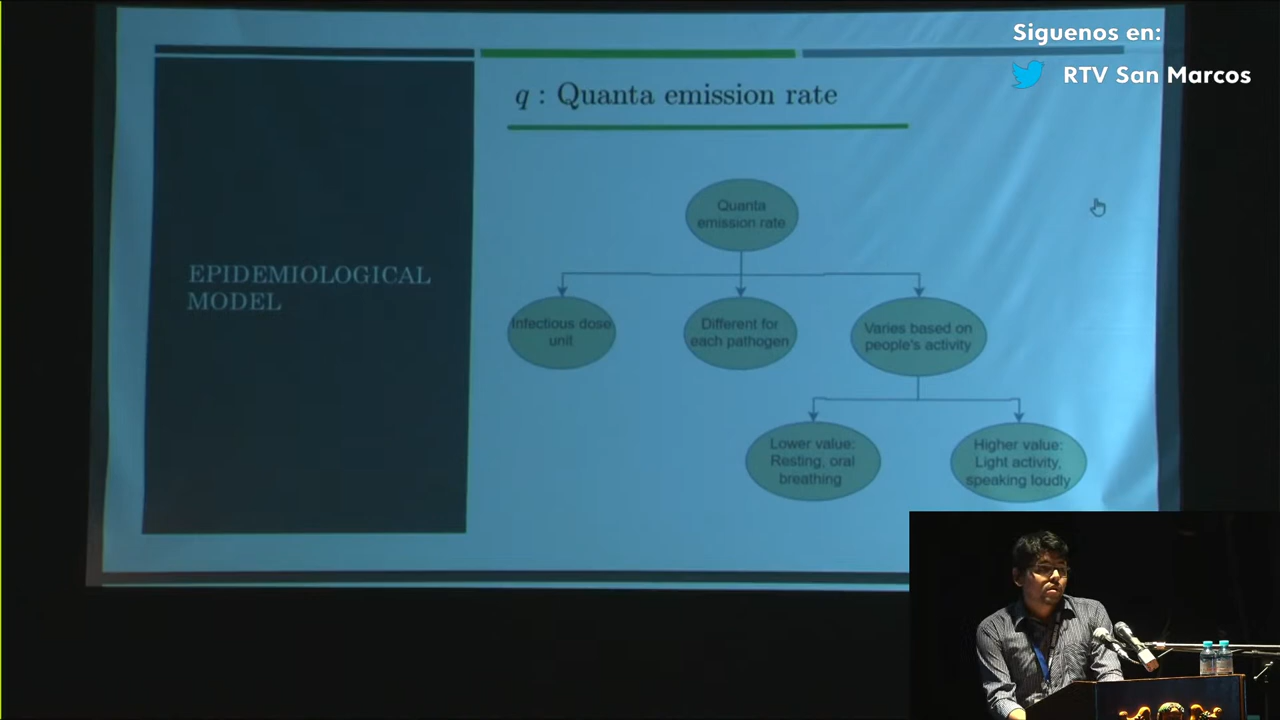 Siguenos en:
RTV San Marcos
q : Quanta emission rate
EPIDEMIOLOGICAL
MODEL
Quanta
emission rate
Infectious dose
unit
Different for
each pathogen
Varies based on
people's activity
Lower value:
Resting, oral
breathing
Higher value:
Light activity,
speaking loudly